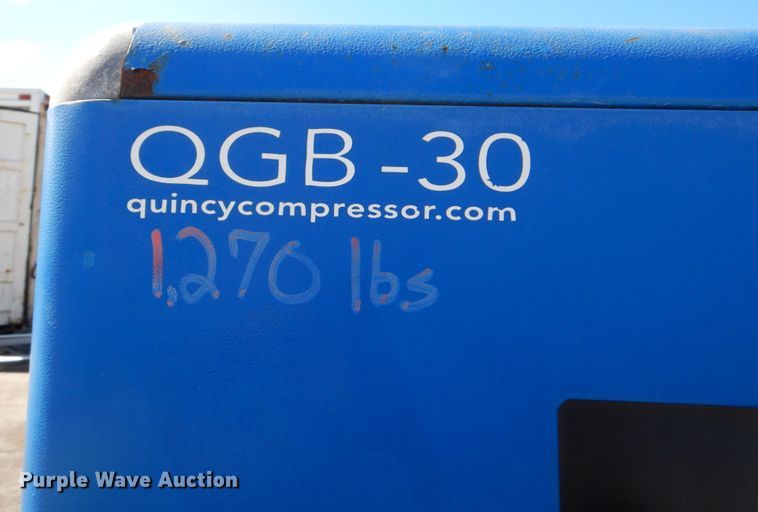 QGB -30
quincycompressor.com
1,270 lbs
Purple Wave Auction